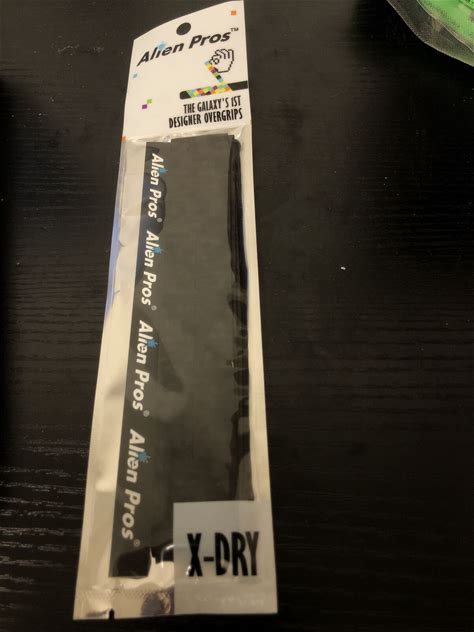 Alien Pros™
THE GALAXY'S 1ST
DESIGNER OVERGRIPS
Alien Pros®
Alien Pros®
Alien Pros®
Alien Pros®
X-DRY